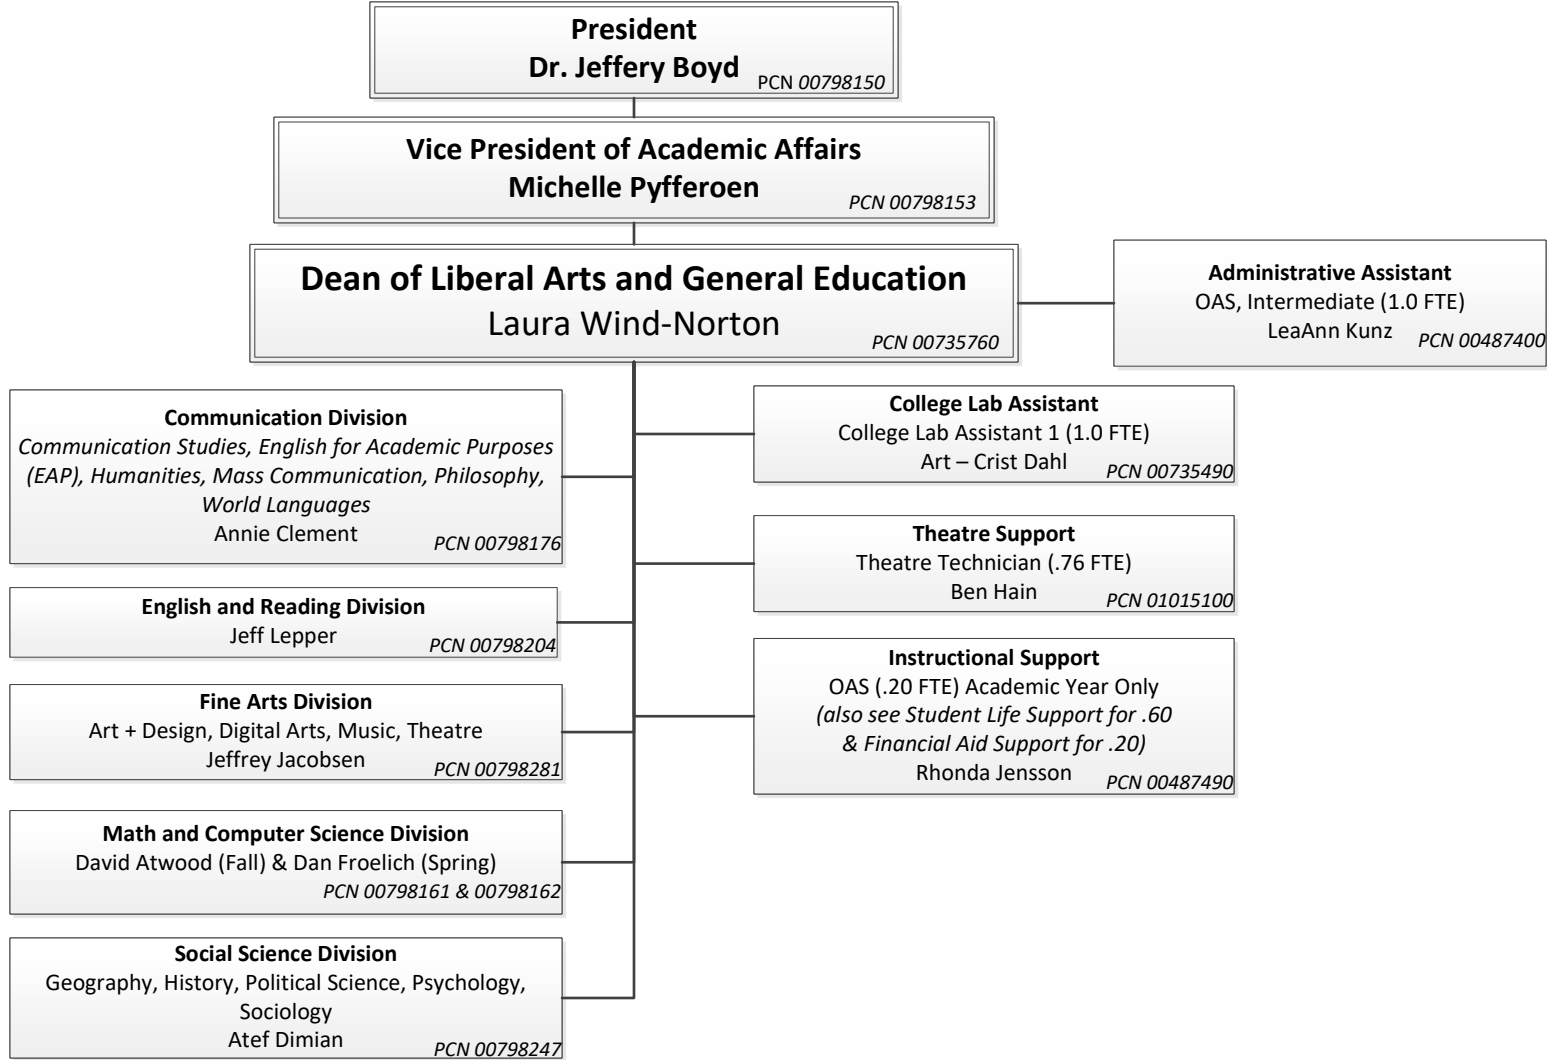 President
Dr. Jeffery Boyd
PCN 00798150
Vice President of Academic Affairs
Michelle Pyfferoen
PCN 00798153
Dean of Liberal Arts and General Education
Laura Wind-Norton
PCN 00735760
Administrative Assistant
OAS, Intermediate (1.0 FTE)
LeaAnn Kunz
PCN 00487400
Communication Division
Communication Studies, English for Academic Purposes
(EAP), Humanities, Mass Communication, Philosophy,
World Languages
Annie Clement
PCN 00798176
English and Reading Division
Jeff Lepper
PCN 00798204
Fine Arts Division
Art + Design, Digital Arts, Music, Theatre
Jeffrey Jacobsen
PCN 00798281
Math and Computer Science Division
David Atwood (Fall) & Dan Froelich (Spring)
PCN 00798161 & 00798162
Social Science Division
Geography, History, Political Science, Psychology,
Sociology
Atef Dimian
PCN 00798247
College Lab Assistant
College Lab Assistant 1 (1.0 FTE)
Art – Crist Dahl
PCN 00735490
Theatre Support
Theatre Technician (.76 FTE)
Ben Hain
PCN 01015100
Instructional Support
OAS (.20 FTE) Academic Year Only
(also see Student Life Support for .60
& Financial Aid Support for .20)
Rhonda Jensson
PCN 00487490